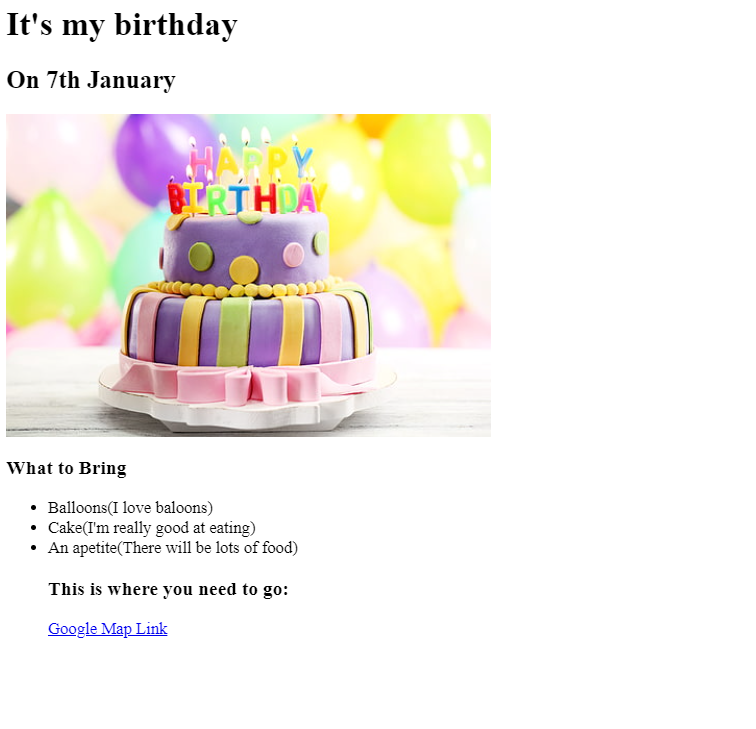 It's my birthday
On 7th January
HAPPY
BIRTHDAY
What to Bring
Balloons(I love baloons)
Cake(I'm really good at eating)
An apetite(There will be lots of food)
This is where you need to go:
Google Map Link